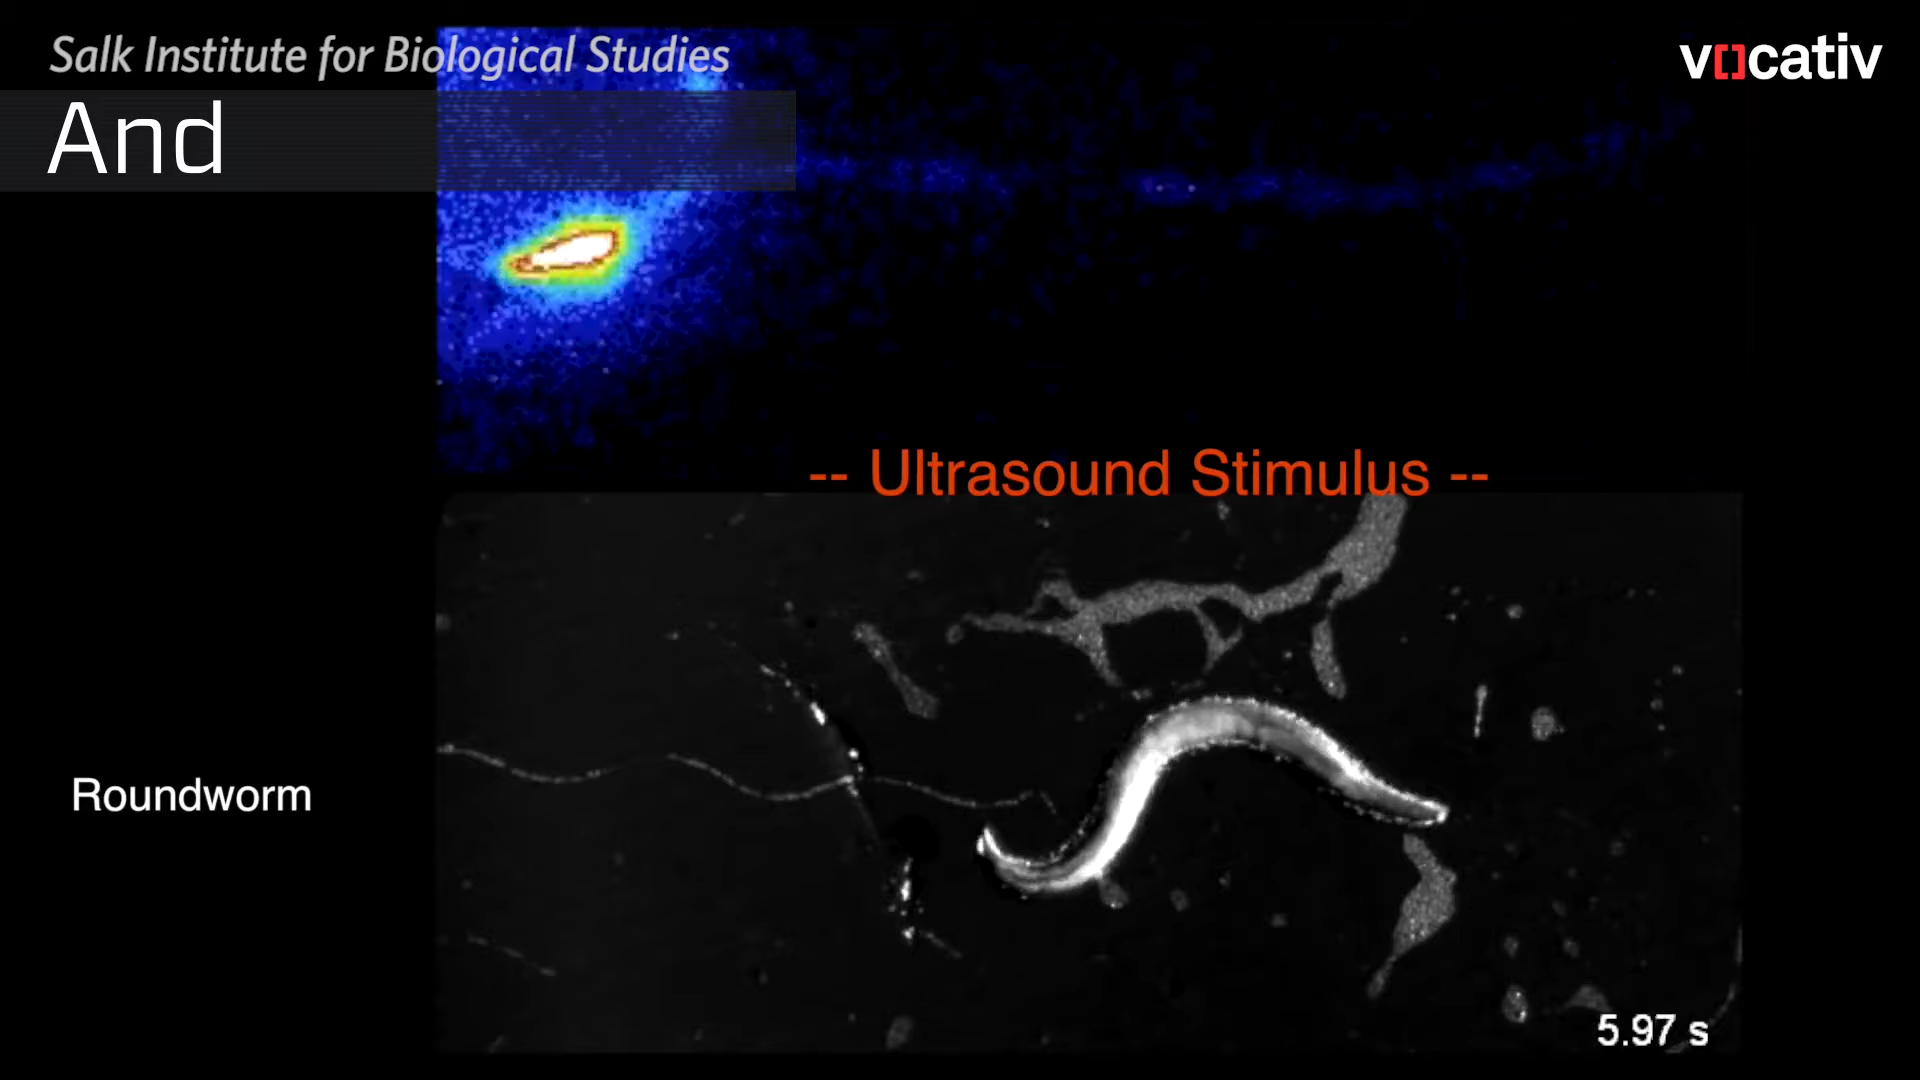 Salk Institute for Biological Studies
vocativ
And
-- Ultrasound Stimulus --
Roundworm
5.97 s